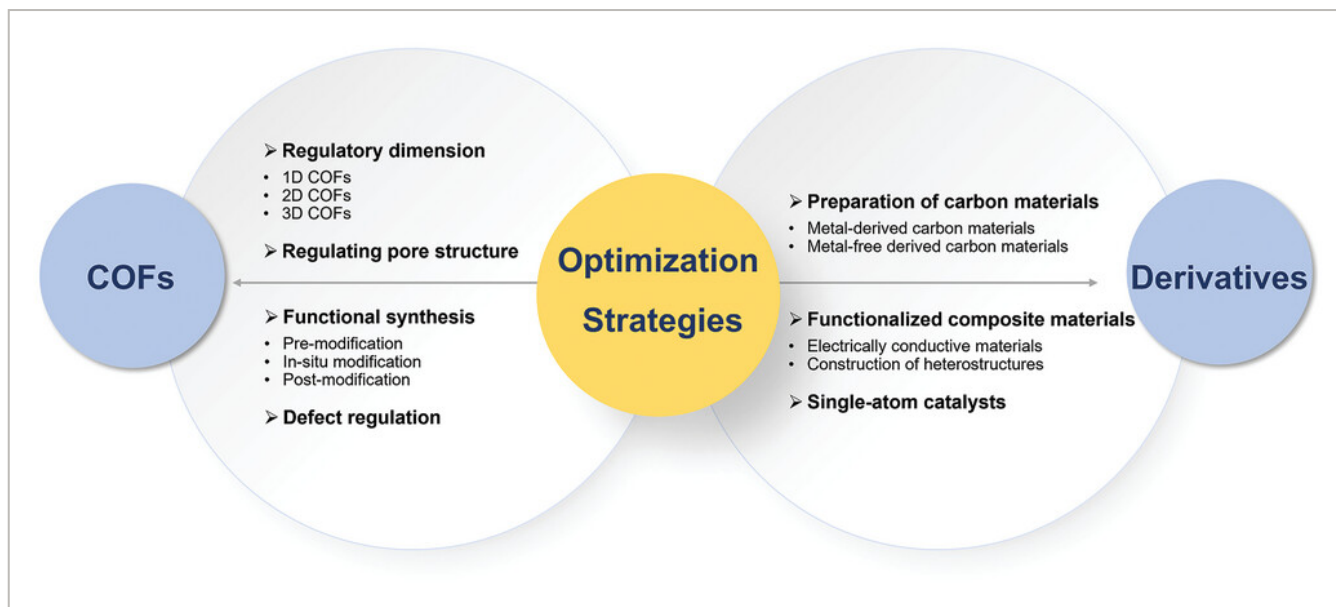 COFs
➢ Regulatory dimension
• 1D COFs
• 2D COFs
• 3D COFs
➢ Regulating pore structure
➢ Functional synthesis
• Pre-modification
• In-situ modification
• Post-modification
➢ Defect regulation
Optimization
Strategies
➢ Preparation of carbon materials
• Metal-derived carbon materials
• Metal-free derived carbon materials
➢ Functionalized composite materials
• Electrically conductive materials
• Construction of heterostructures
➢ Single-atom catalysts
Derivatives